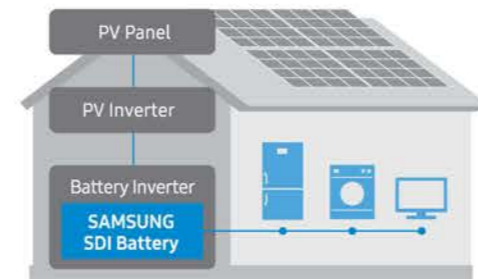 PV Panel
PV Inverter
Battery Inverter
SAMSUNG
SDI Battery